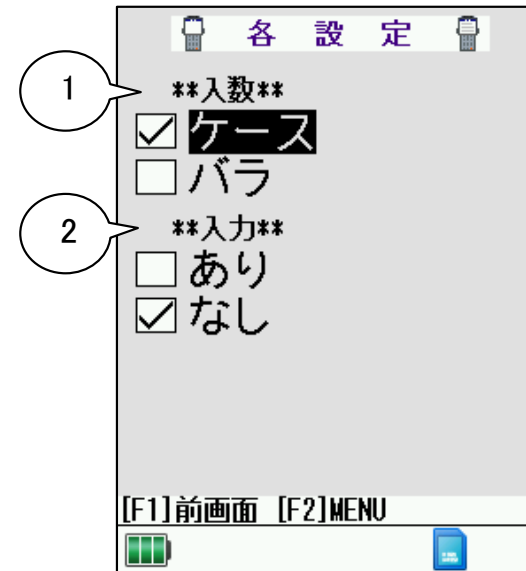 各 設 定
1
**入数**
ケース
バラ
2
**入力**
あり
なし
[F1]前画面 [F2]MENU